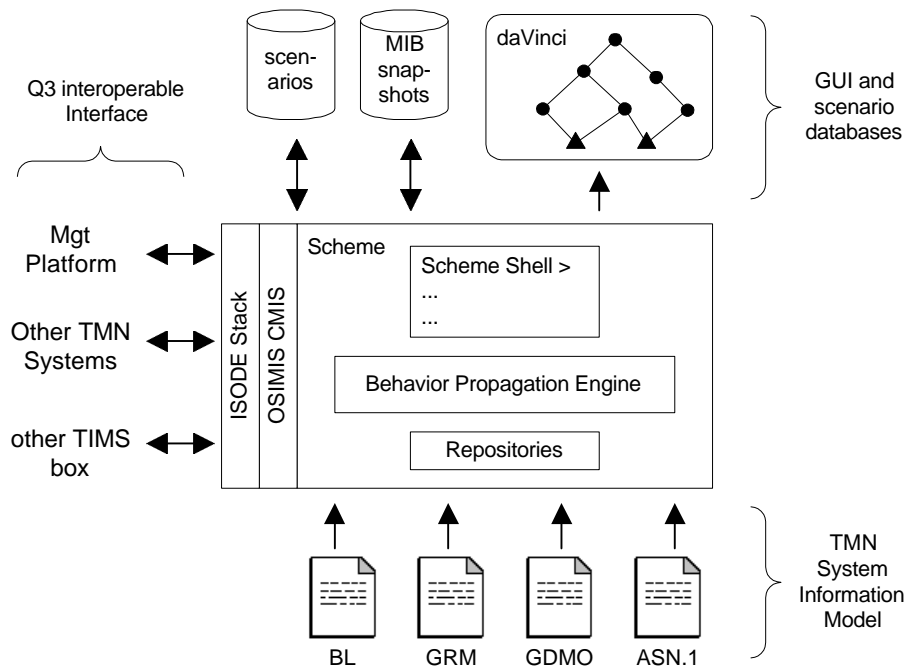 scen-
arios
MIB
snap-
shots
daVinci
Q3 interoperable
Interface
GUI and
scenario
databases
Mgt
Platform
Other TMN
Systems
other TIMS
box
ISODE Stack
OSIMIS CMIS
Scheme
Scheme Shell >
...
...
Behavior Propagation Engine
Repositories
BL
GRM
GDMO
ASN.1
TMN
System
Information
Model